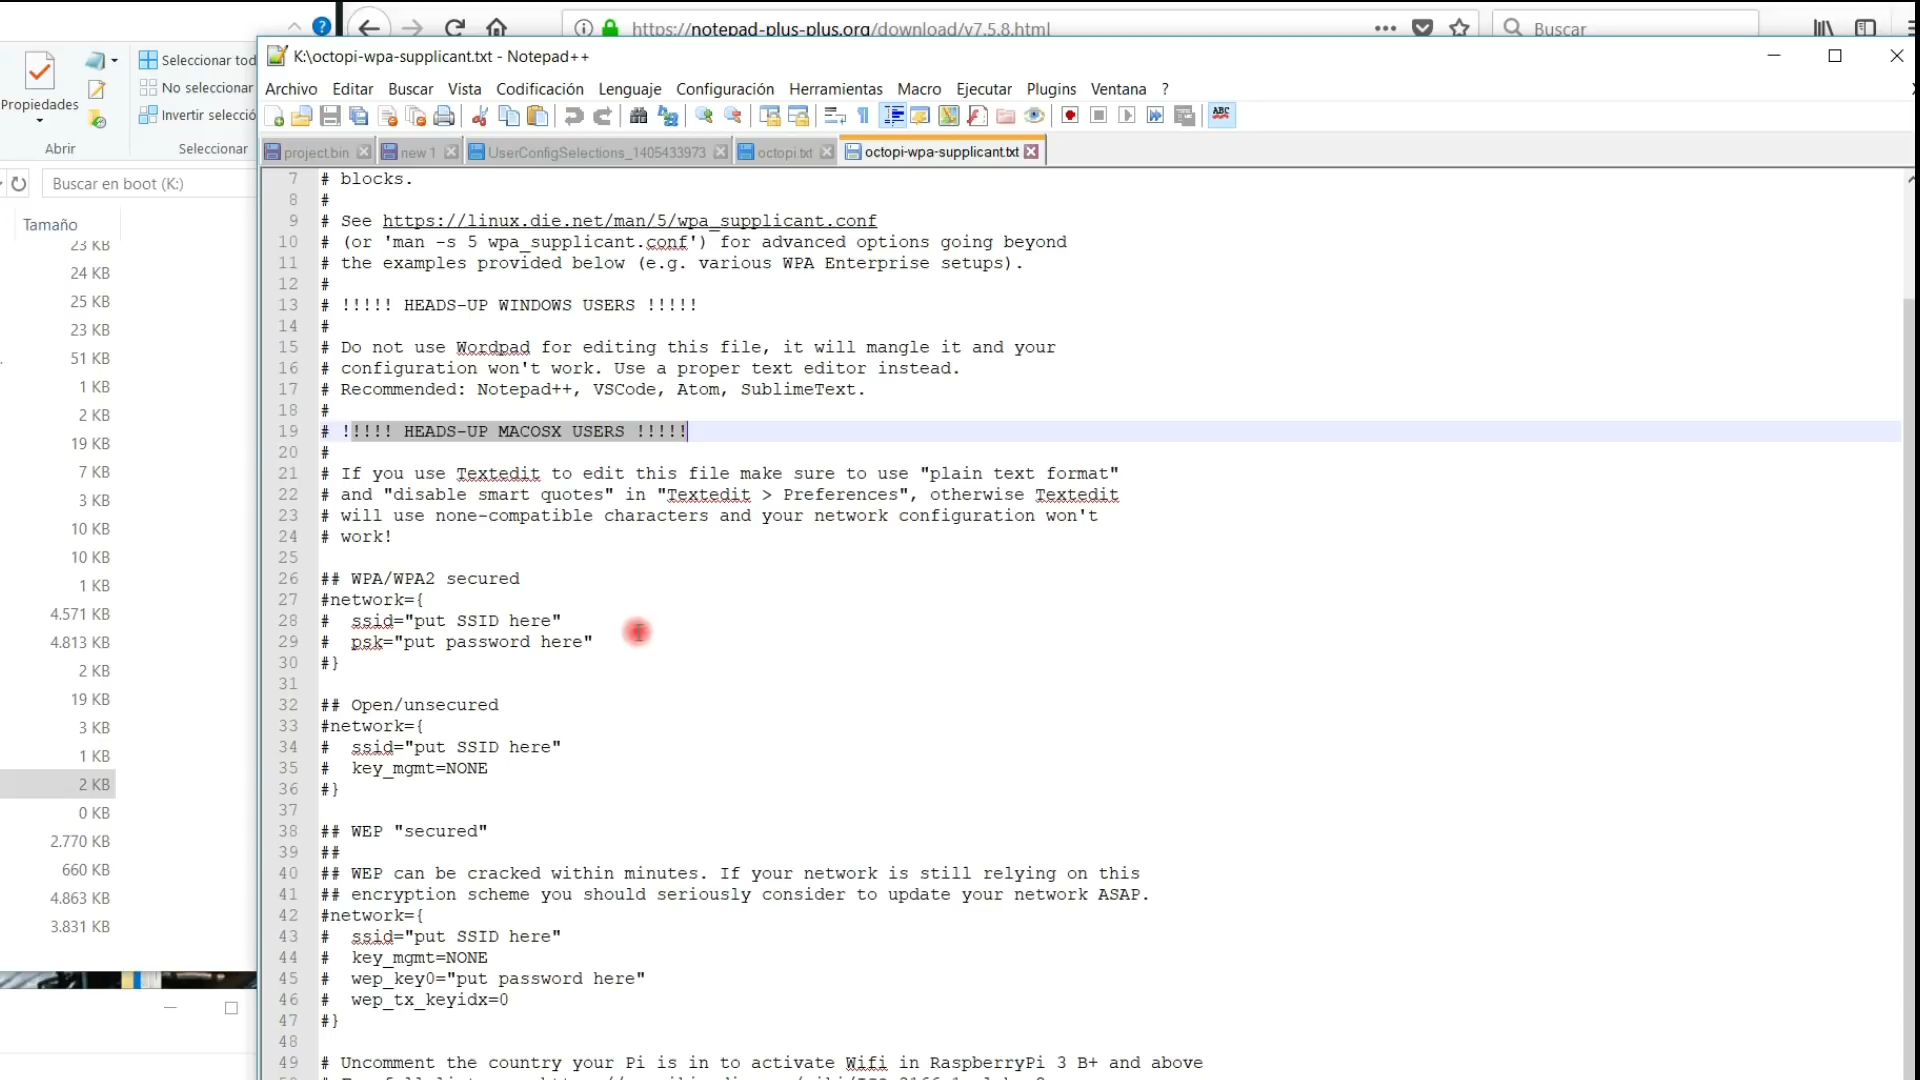 https://notepad-plus-plus.org/download/v7.5.8.html
Buscar
K:\octopi-wpa-supplicant.txt - Notepad++
Archivo Editar Buscar Vista Codificación Lenguaje Configuración Herramientas Macro Ejecutar Plugins Ventana ?
Propiedades
Abrir
Seleccionar tod
No seleccionar
Invertir selecció
Seleccionar
ABC
project.bin
new 1
UserConfigSelections_1405433973
octopi.txt
octopi-wpa-supplicant.txt
Buscar en boot (K:)
Tamaño
23 KB
24 KB
25 KB
23 KB
51 KB
1 KB
2 KB
19 KB
7 KB
3 KB
10 KB
10 KB
1 KB
4.571 KB
4.813 KB
2 KB
19 KB
3 KB
1 KB
2 KB
0 KB
2.770 KB
660 KB
4.863 KB
3.831 KB
7 # blocks.
8 #
9 # See https://linux.die.net/man/5/wpa_supplicant.conf
10 # (or 'man -s 5 wpa_supplicant.conf') for advanced options going beyond
11 # the examples provided below (e.g. various WPA Enterprise setups).
12 #
13 # !!!!! HEADS-UP WINDOWS USERS !!!!!
14 #
15 # Do not use Wordpad for editing this file, it will mangle it and your
16 # configuration won't work. Use a proper text editor instead.
17 # Recommended: Notepad++, VSCode, Atom, SublimeText.
18 #
19 # !!!!! HEADS-UP MACOSX USERS !!!!!
20 #
21 # If you use Textedit to edit this file make sure to use "plain text format"
22 # and "disable smart quotes" in "Textedit > Preferences", otherwise Textedit
23 # will use none-compatible characters and your network configuration won't
24 # work!
25
26 ## WPA/WPA2 secured
27 #network={
28 #  ssid="put SSID here"
29 #  psk="put password here"
30 #}
31
32 ## Open/unsecured
33 #network={
34 #  ssid="put SSID here"
35 #  key_mgmt=NONE
36 #}
37
38 ## WEP "secured"
39 ##
40 ## WEP can be cracked within minutes. If your network is still relying on this
41 ## encryption scheme you should seriously consider to update your network ASAP.
42 #network={
43 #  ssid="put SSID here"
44 #  key_mgmt=NONE
45 #  wep_key0="put password here"
46 #  wep_tx_keyidx=0
47 #}
48
49 # Uncomment the country your Pi is in to activate Wifi in RaspberryPi 3 B+ and above